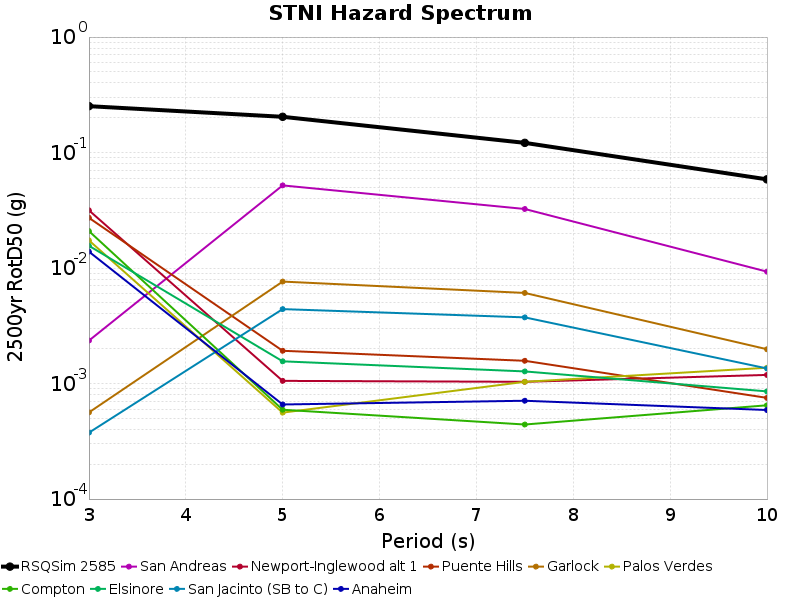 STNI Hazard Spectrum
2500yr RotD50 (g)
10^0
10^-1
10^-2
10^-3
10^-4
3 4 5 6 7 8 9 10
Period (s)
RSQSim 2585 San Andreas Newport-Inglewood alt 1 Puente Hills Garlock Palos Verdes
Compton Elsinore San Jacinto (SB to C) Anaheim